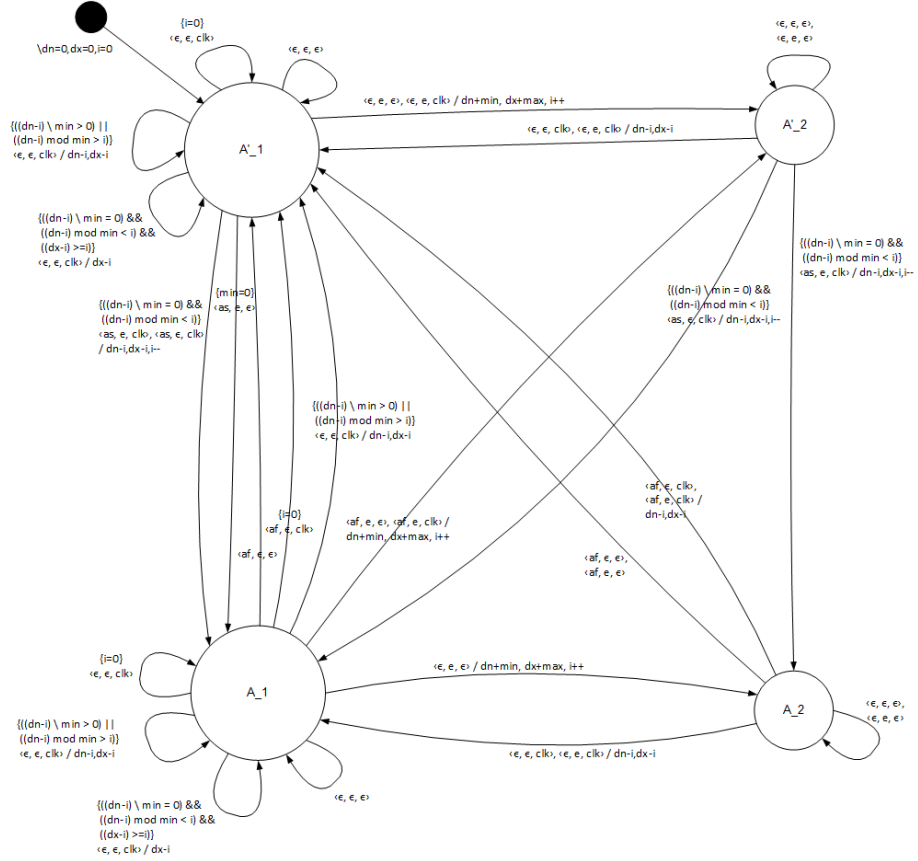 \dn=0,dx=0,i=0
{i=0}
‹ϵ, ϵ, clk›
‹ϵ, ϵ, ϵ›
‹ϵ, ϵ, ϵ›,
‹ϵ, e, ϵ›
‹ϵ, e, ϵ›, ‹ϵ, e, clk› / dn+min, dx+max, i++
‹ϵ, ϵ, clk›, ‹ϵ, e, clk› / dn-i,dx-i
A'_1
A'_2
{((dn-i) \ min > 0) ||
((dn-i) mod min > i)}
‹ϵ, ϵ, clk› / dn-i,dx-i
{((dn-i) \ min = 0) &&
((dn-i) mod min < i) &&
((dx-i) >=i)}
‹ϵ, ϵ, clk› / dx-i
{((dn-i) \ min = 0) &&
((dn-i) mod min < i)}
‹as, e, clk›, ‹as, ϵ, clk›
/ dn-i,dx-i,i--
{min=0}
‹as, e, ϵ›
{((dn-i) \ min = 0) &&
((dn-i) mod min < i)}
‹as, ϵ, clk› / dn-i,dx-i,i--
{((dn-i) \ min = 0) &&
((dn-i) mod min < i)}
‹as, e, clk› / dn-i,dx-i,i--
{((dn-i) \ min > 0) ||
((dn-i) mod min > i)}
‹ϵ, ϵ, clk› / dn-i,dx-i
‹af, ϵ, clk›,
‹af, e, clk› /
dn-i,dx-i
{i=0}
‹af, ϵ, clk›
‹af, e, ϵ›, ‹af, e, clk› /
dn+min, dx+max, i++
‹af, ϵ, ϵ›
‹af, ϵ, ϵ›,
‹af, e, ϵ›
{i=0}
‹ϵ, ϵ, clk›
‹ϵ, e, ϵ› / dn+min, dx+max, i++
A_1
A_2
{((dn-i) \ min > 0) ||
((dn-i) mod min > i)}
‹ϵ, ϵ, clk› / dn-i,dx-i
‹ϵ, ϵ, clk›, ‹ϵ, e, clk› / dn-i,dx-i
‹ϵ, ϵ, ϵ›,
‹ϵ, e, ϵ›
{((dn-i) \ min = 0) &&
((dn-i) mod min < i) &&
((dx-i) >=i)}
‹ϵ, ϵ, clk› / dx-i
‹ϵ, ϵ, ϵ›